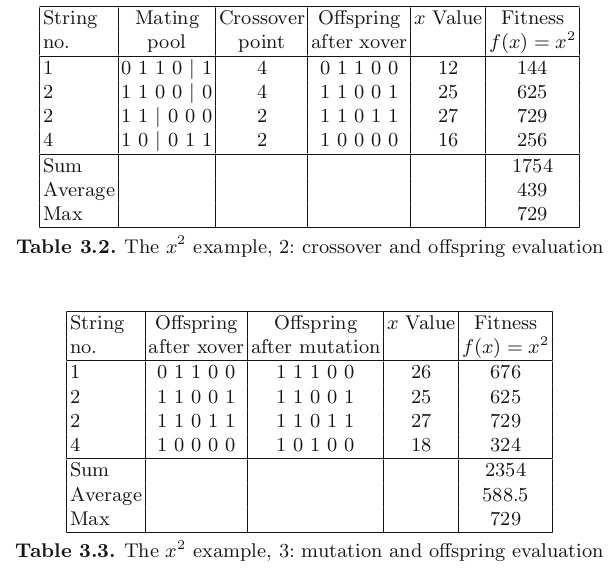 String Mating Crossover Offspring x Value Fitness
no. pool point after xover f(x) = x²
1 0 1 1 0 | 1 4 0 1 1 0 0 12 144
2 1 1 0 0 | 0 4 1 1 0 0 1 25 625
2 1 1 | 0 0 0 2 1 1 0 1 1 27 729
4 1 0 | 0 1 1 2 1 0 0 0 0 16 256
Sum 1754
Average 439
Max 729
Table 3.2. The x² example, 2: crossover and offspring evaluation
String Offspring Offspring x Value Fitness
no. after xover after mutation f(x) = x²
1 0 1 1 0 0 1 1 1 0 0 26 676
2 1 1 0 0 1 1 1 0 0 1 25 625
2 1 1 0 1 1 1 1 0 1 1 27 729
4 1 0 0 0 0 1 0 1 0 0 18 324
Sum 2354
Average 588.5
Max 729
Table 3.3. The x² example, 3: mutation and offspring evaluation